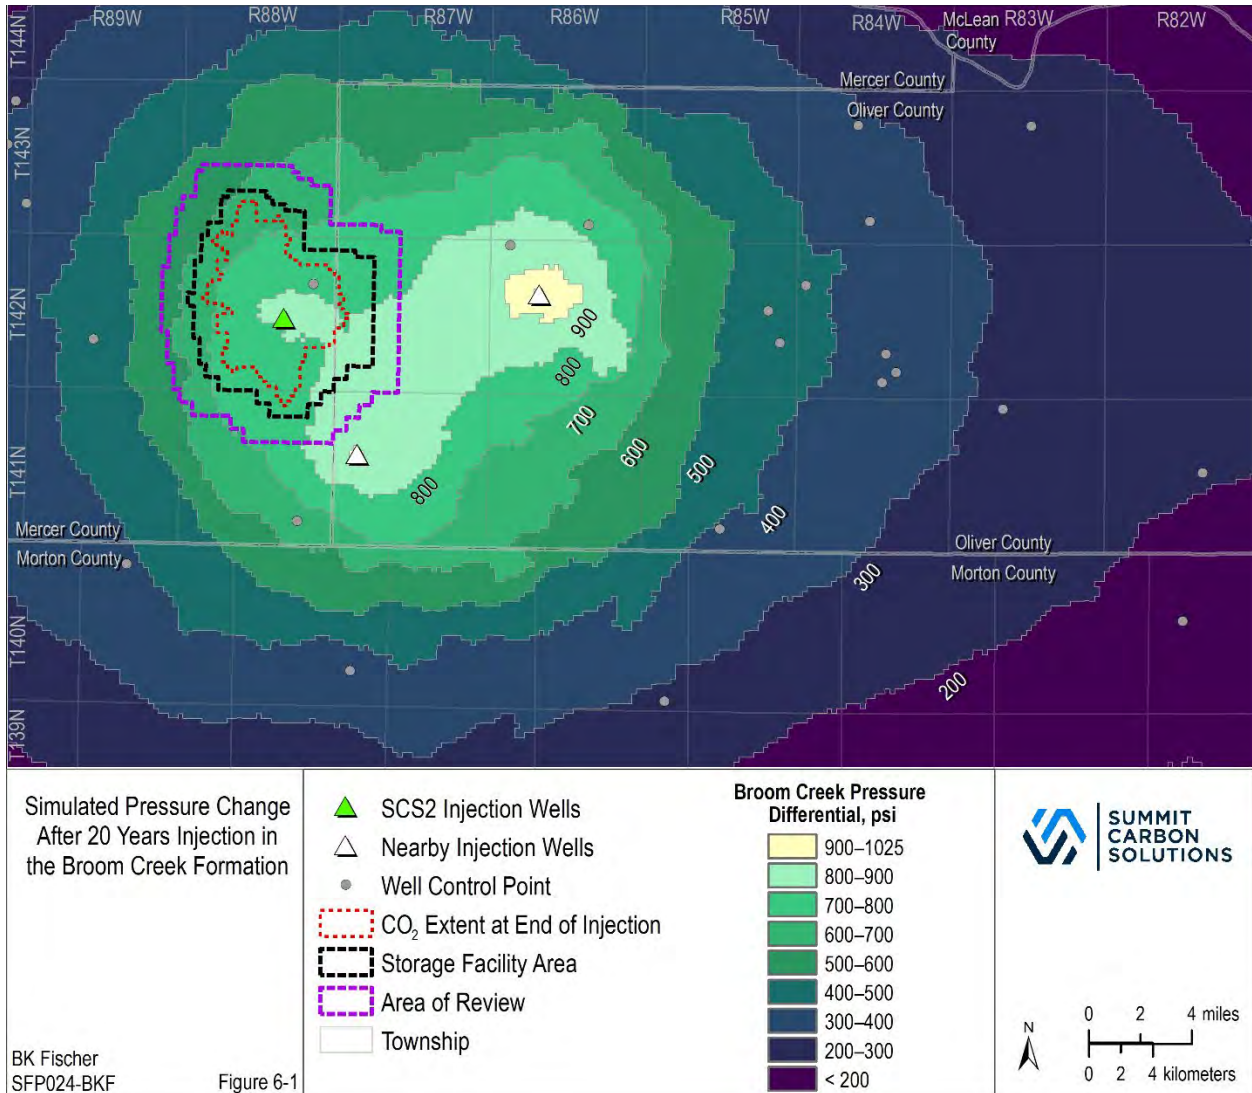 R89W
R88W
R87W
R86W
R85W
R84W
McLean
County
R83W
R82W
T144N
Mercer County
Oliver County
T143N
T142N
900
800
700
600
500
400
300
200
800
T141N
Mercer County
Morton County
Oliver County
Morton County
T140N
T139N
Simulated Pressure Change
After 20 Years Injection in
the Broom Creek Formation
BK Fischer
SFP024-BKF
Figure 6-1
SCS2 Injection Wells
Nearby Injection Wells
Well Control Point
CO2 Extent at End of Injection
Storage Facility Area
Area of Review
Township
Broom Creek Pressure
Differential, psi
900–1025
800–900
700–800
600–700
500–600
400–500
300–400
200–300
< 200
SUMMIT
CARBON
SOLUTIONS
N
0 2 4 miles
0 2 4 kilometers